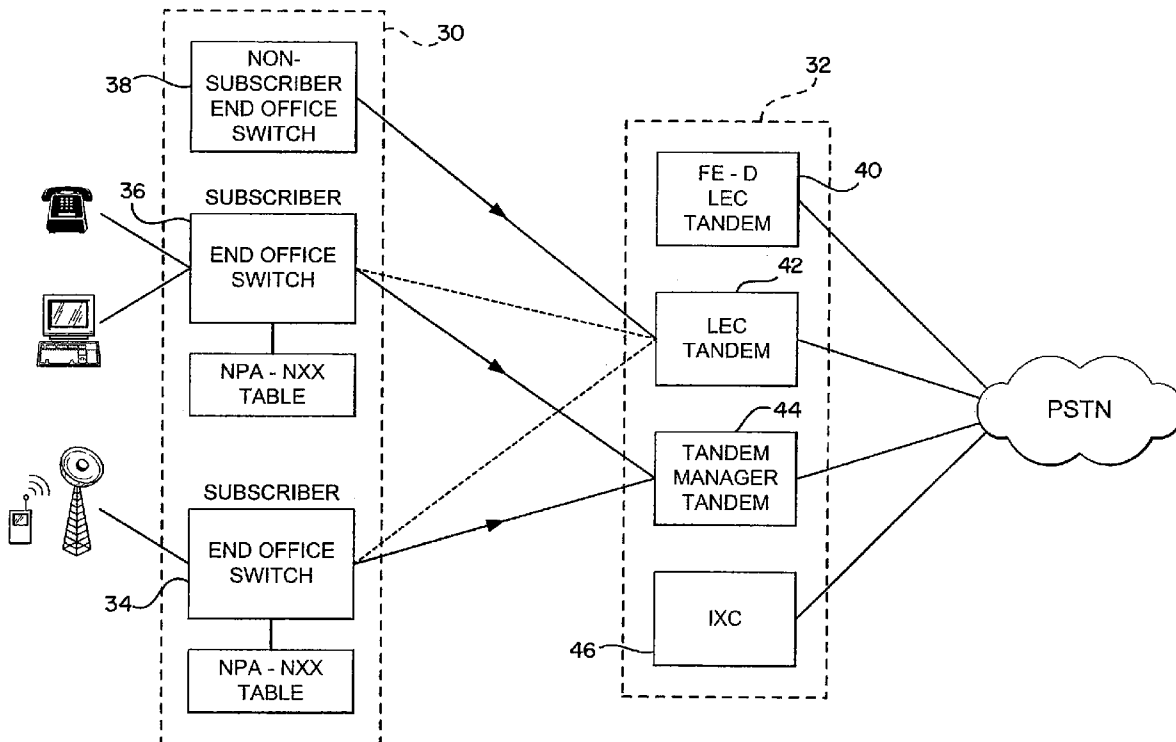 30
38
NON-
SUBSCRIBER
END OFFICE
SWITCH
32
36
SUBSCRIBER
END OFFICE
SWITCH
NPA - NXX
TABLE
FE - D
LEC
TANDEM
40
42
LEC
TANDEM
44
TANDEM
MANAGER
TANDEM
PSTN
SUBSCRIBER
END OFFICE
SWITCH
34
NPA - NXX
TABLE
IXC
46